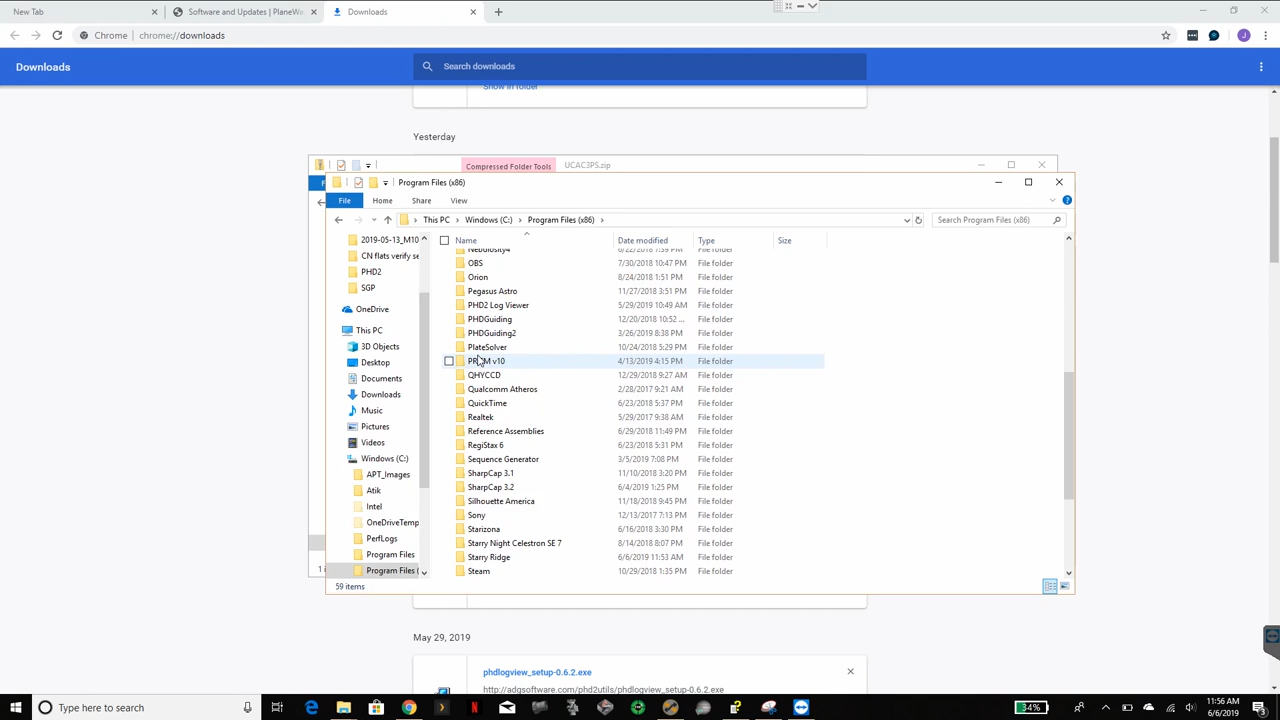 New Tab
Software and Updates | PlaneWa
Downloads
Chrome | chrome://downloads
J
Downloads
Search downloads
Show in folder
Yesterday
Compressed Folder Tools
UCAC3PS.zip
Program Files (x86)
File
Home
Share
View
This PC
Windows (C:)
Program Files (x86)
Search Program Files (x86)
Name
Date modified
Type
Size
2019-05-13_M10
CN flats verify se
PHD2
SGP
OneDrive
This PC
3D Objects
Desktop
Documents
Downloads
Music
Pictures
Videos
Windows (C:)
APT_Images
Atik
Intel
OneDriveTemp
PerfLogs
Program Files
Program Files (
Nebulosity4 6/22/2018 7:39 PM File folder
OBS 7/30/2018 10:47 PM File folder
Orion 8/24/2018 1:51 PM File folder
Pegasus Astro 11/27/2018 3:51 PM File folder
PHD2 Log Viewer 5/29/2019 10:49 AM File folder
PHDGuiding 12/20/2018 10:52 ... File folder
PHDGuiding2 3/26/2019 8:38 PM File folder
PlateSolver 10/24/2018 5:29 PM File folder
PRISM v10 4/13/2019 4:15 PM File folder
QHYCCD 12/29/2018 9:27 AM File folder
Qualcomm Atheros 2/28/2017 9:21 AM File folder
QuickTime 6/23/2018 5:37 PM File folder
Realtek 5/29/2017 9:38 AM File folder
Reference Assemblies 6/29/2018 11:49 PM File folder
RegiStax 6 6/23/2018 5:31 PM File folder
Sequence Generator 3/5/2019 7:08 PM File folder
SharpCap 3.1 11/10/2018 3:20 PM File folder
SharpCap 3.2 6/4/2019 1:25 PM File folder
Silhouette America 11/18/2018 9:45 PM File folder
Sony 12/13/2017 7:13 PM File folder
Starizona 6/16/2018 3:30 PM File folder
Starry Night Celestron SE 7 8/14/2018 8:07 PM File folder
Starry Ridge 6/6/2019 11:53 AM File folder
Steam 10/29/2018 1:35 PM File folder
1 i
59 items
May 29, 2019
phdlogview_setup-0.6.2.exe
http://adgsoftware.com/phd2utils/phdlogview_setup-0.6.2.exe
Type here to search
34%
11:56 AM
6/6/2019